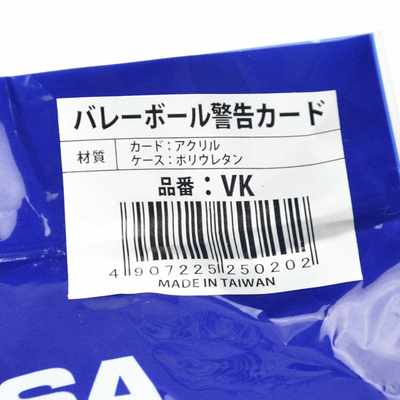 バレーボール警告カード
材質
カード：アクリル
ケース：ポリウレタン
品番：VK
4 907225 250202
MADE IN TAIWAN
SA